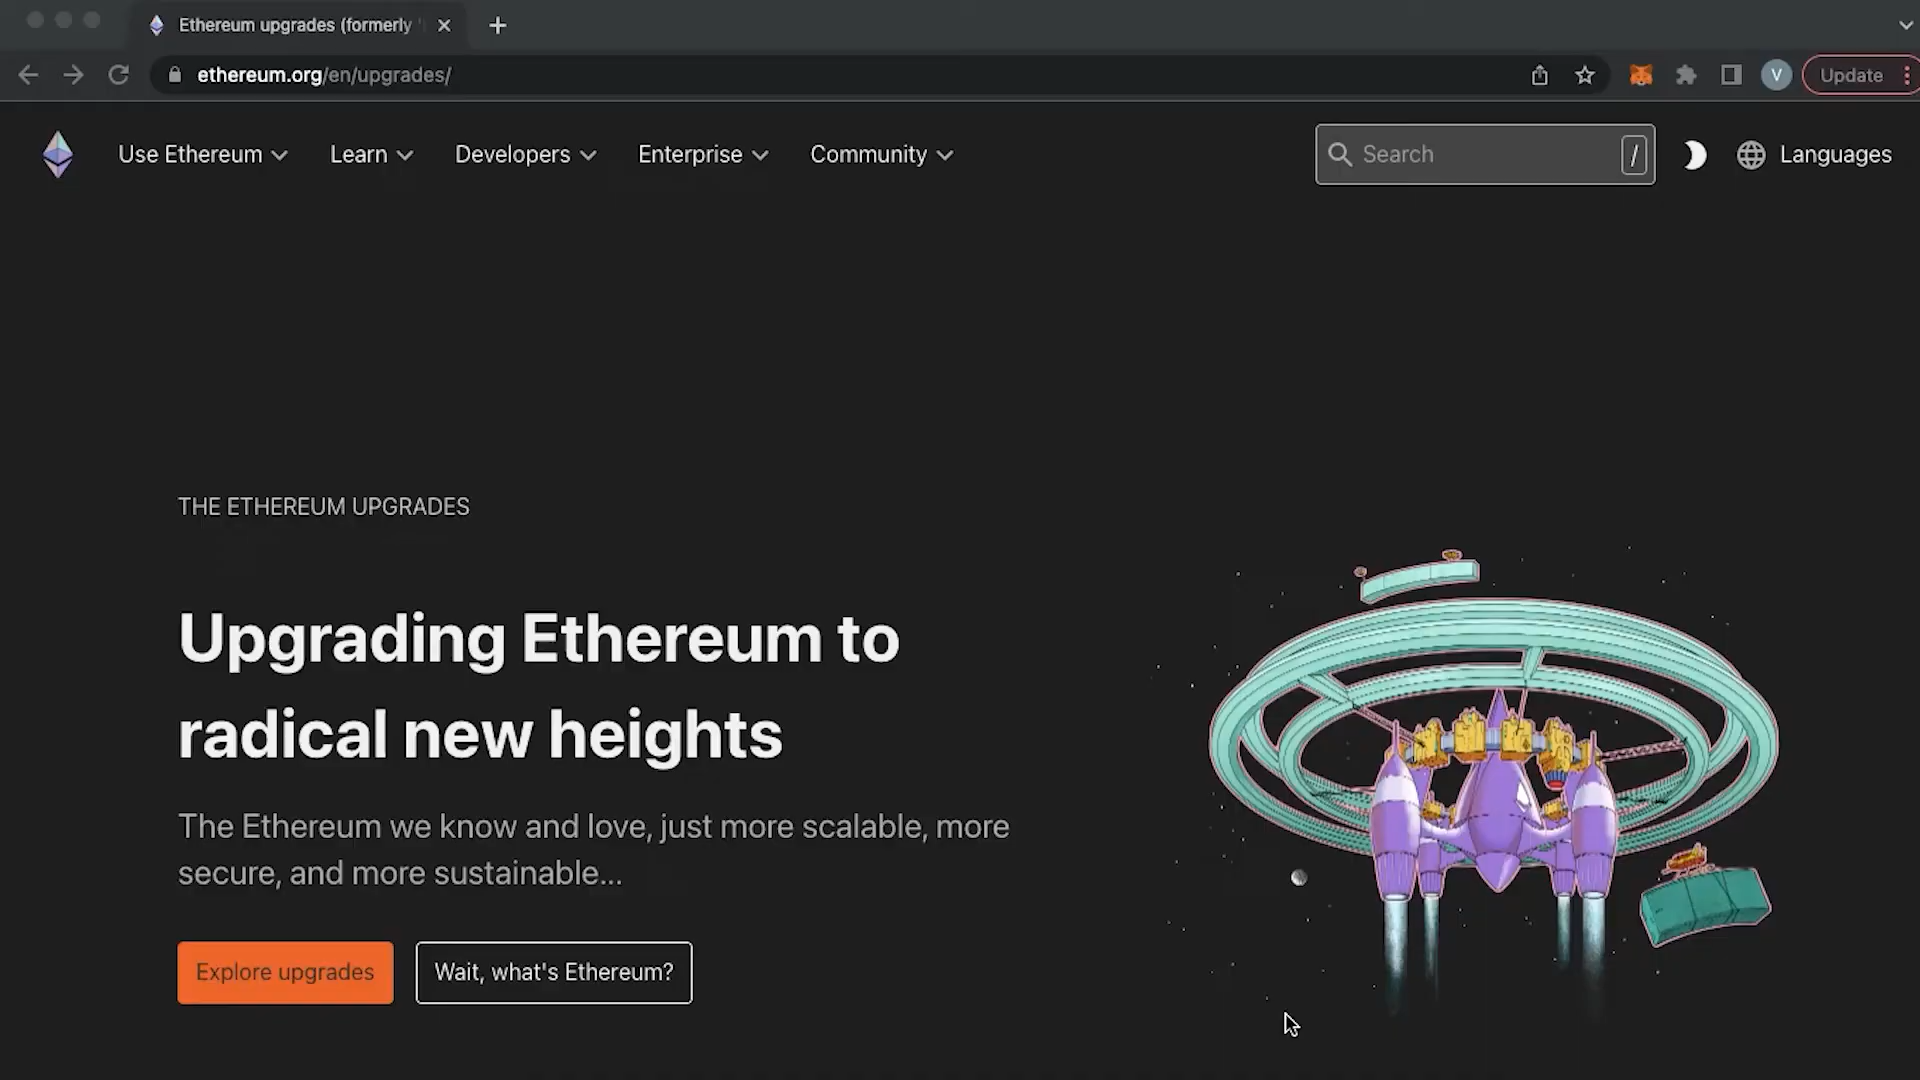 Ethereum upgrades (formerly '
ethereum.org/en/upgrades/
V
Update
Use Ethereum
Learn
Developers
Enterprise
Community
Search
/
Languages
THE ETHEREUM UPGRADES
Upgrading Ethereum to
radical new heights
The Ethereum we know and love, just more scalable, more
secure, and more sustainable...
Explore upgrades
Wait, what's Ethereum?